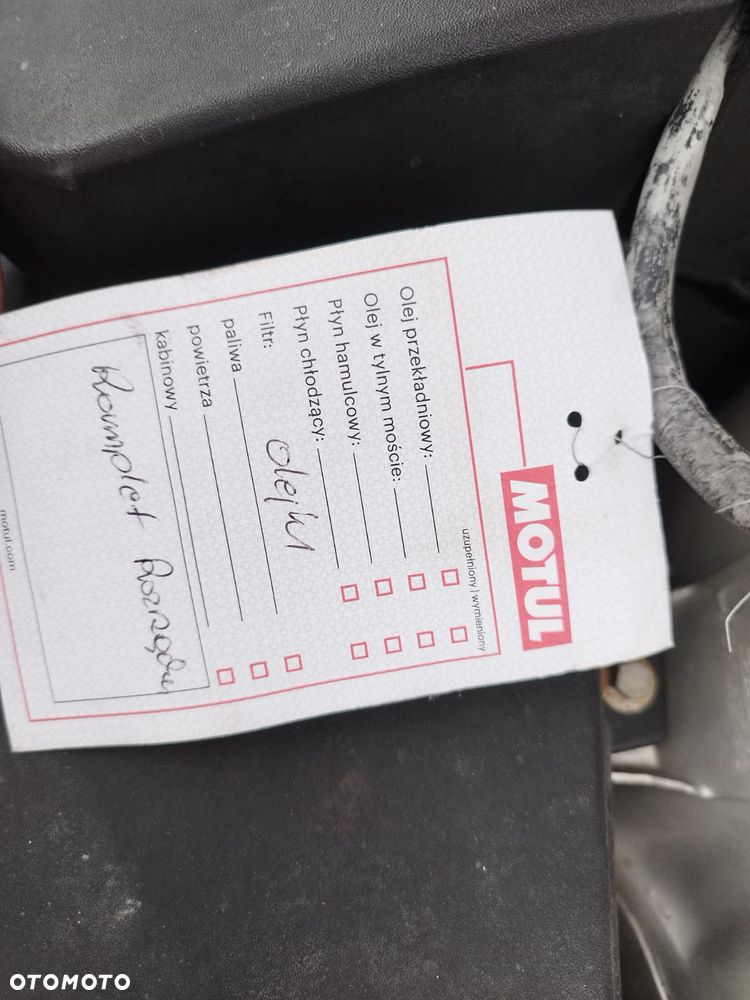 MOTUL
uzupełniony | wymieniony
Olej przekładniowy:
Olej w tylnym moście:
Płyn hamulcowy:
Płyn chłodzący:
Filtr: Oleju
paliwa
powietrza
kabinowy
Komplet Rozrządu
motul.com
OTOMOTO